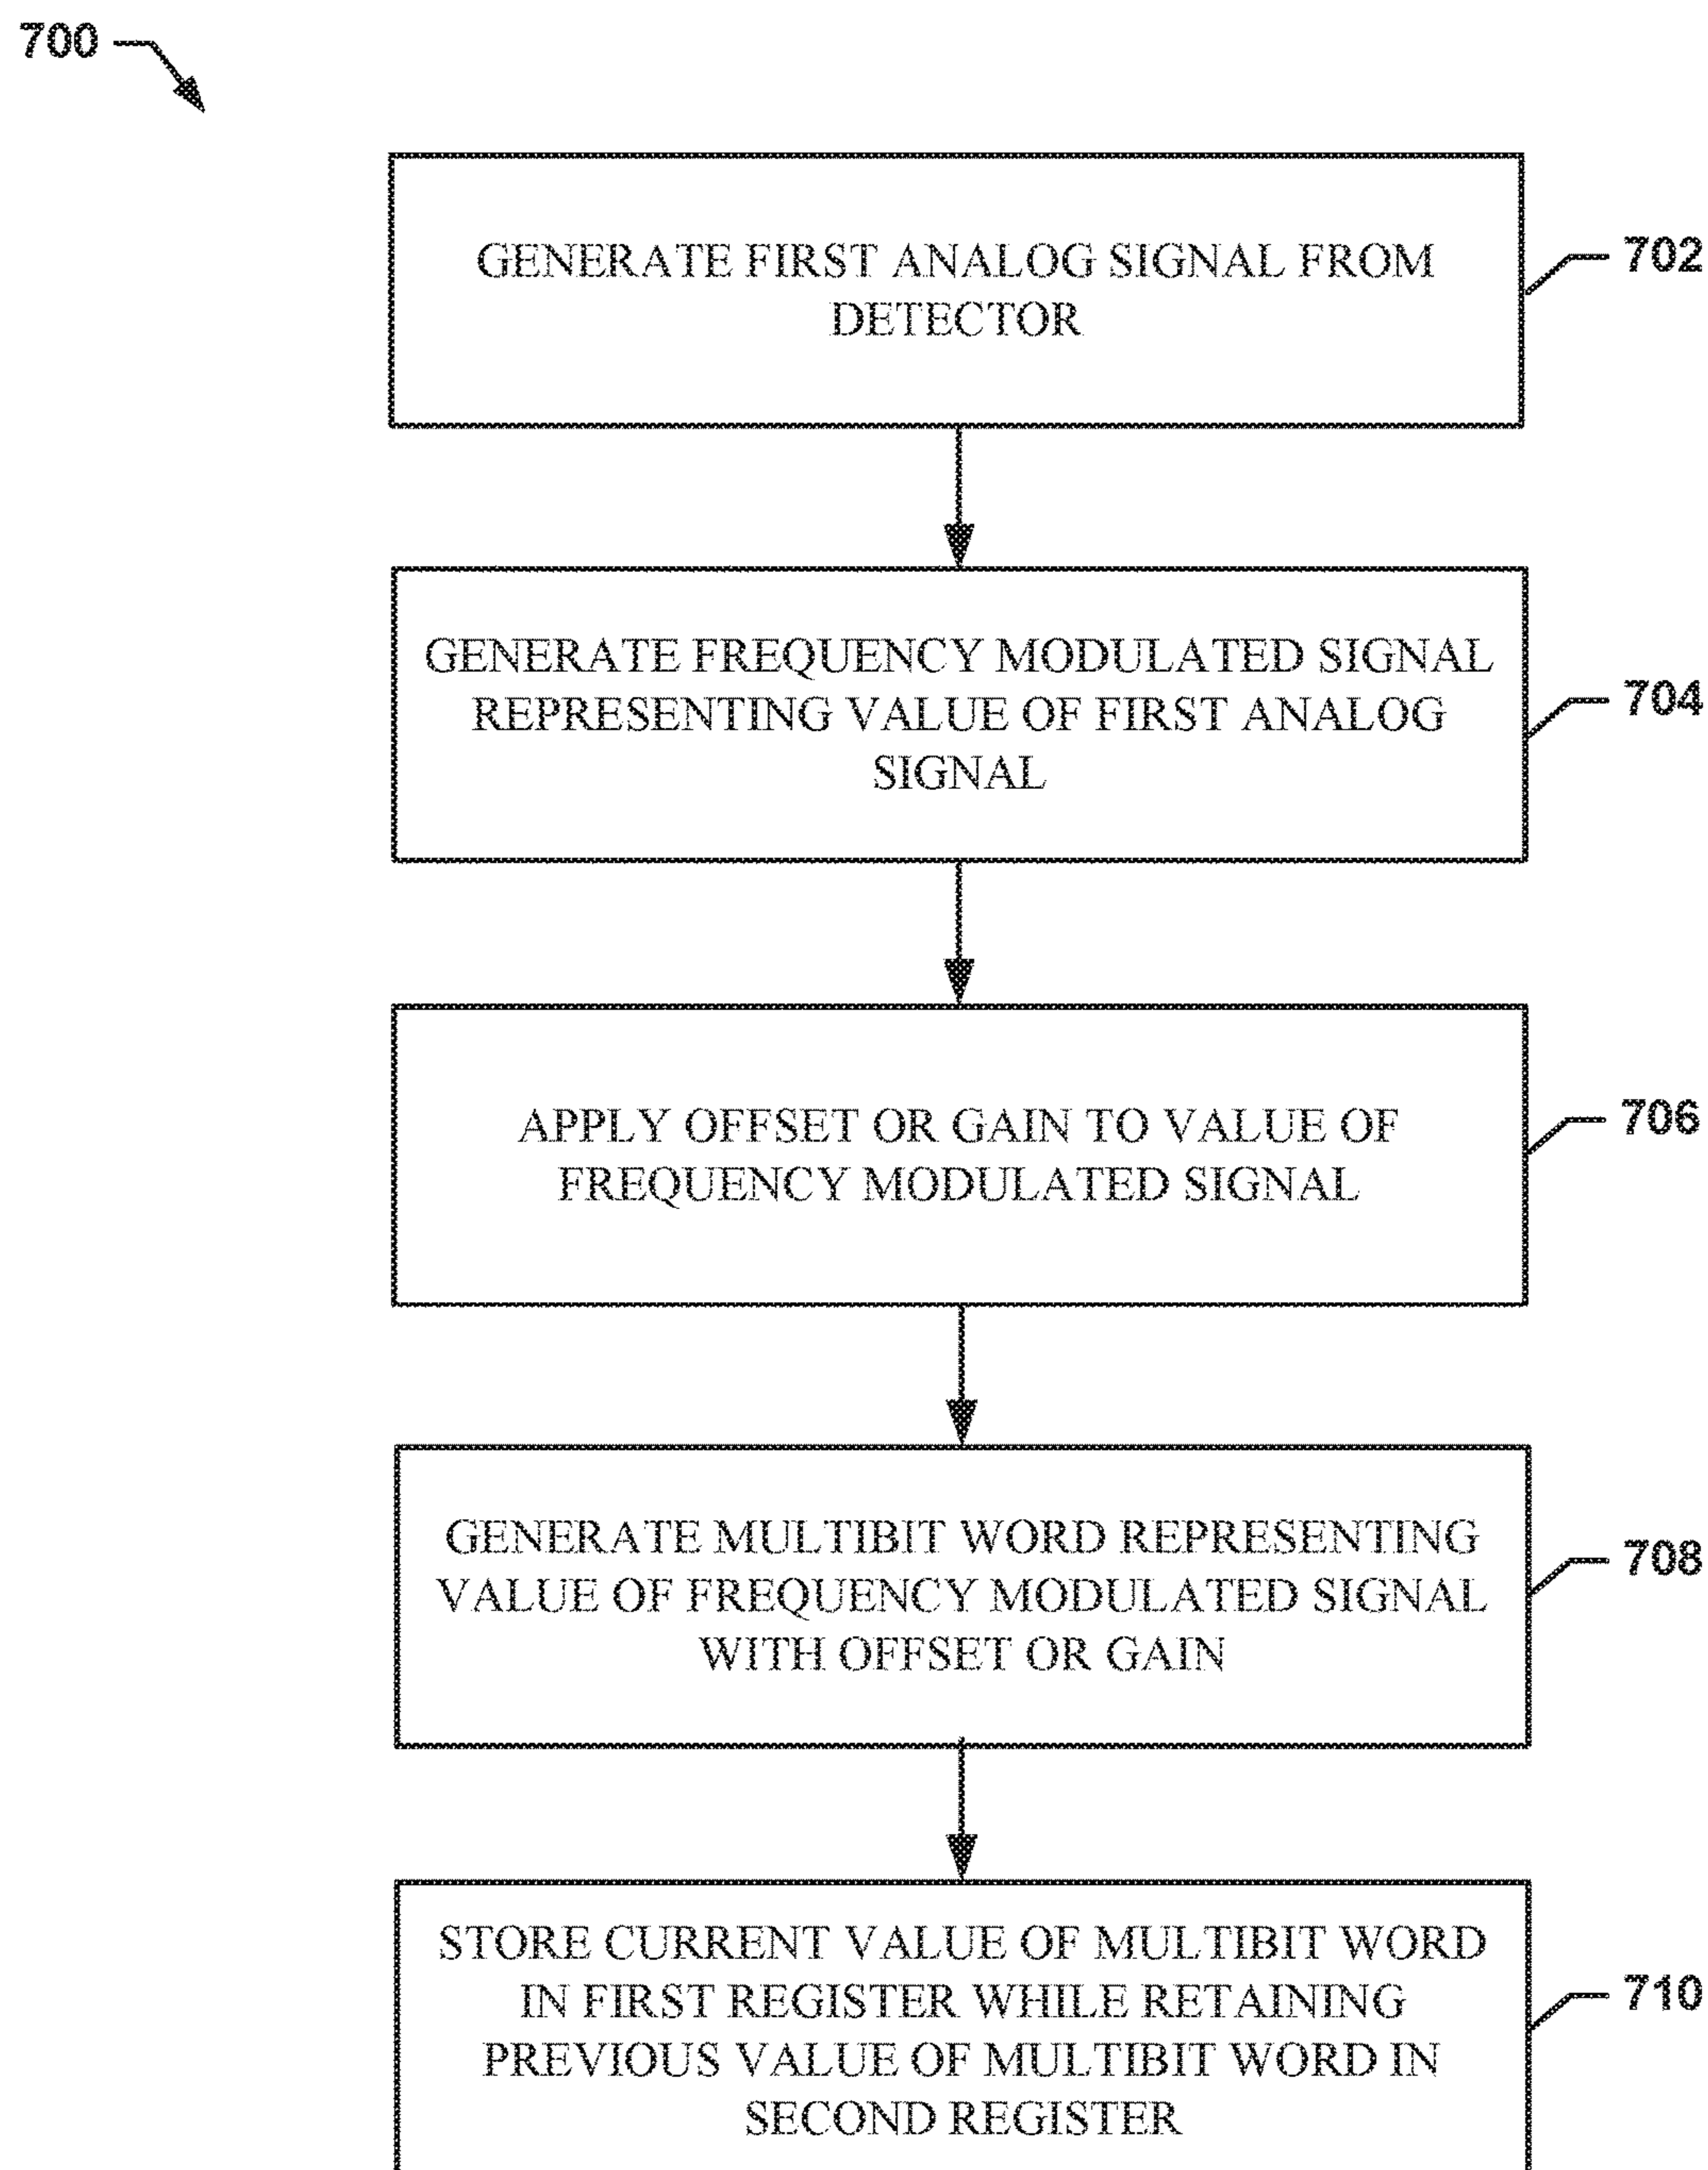 700
GENERATE FIRST ANALOG SIGNAL FROM
DETECTOR
702
GENERATE FREQUENCY MODULATED SIGNAL
REPRESENTING VALUE OF FIRST ANALOG
SIGNAL
704
APPLY OFFSET OR GAIN TO VALUE OF
FREQUENCY MODULATED SIGNAL
706
GENERATE MULTIBIT WORD REPRESENTING
VALUE OF FREQUENCY MODULATED SIGNAL
WITH OFFSET OR GAIN
708
STORE CURRENT VALUE OF MULTIBIT WORD
IN FIRST REGISTER WHILE RETAINING
PREVIOUS VALUE OF MULTIBIT WORD IN
SECOND REGISTER
710